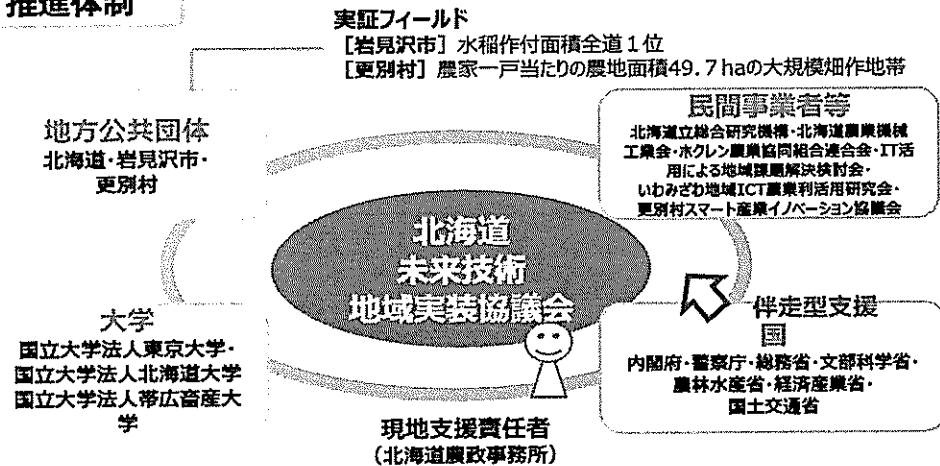 推進体制
実証フィールド
[岩見沢市] 水稲作付面積全道1位
[更別村] 農家一戸当たりの農地面積49.7haの大規模畑作地帯
地方公共団体
北海道・岩見沢市・
更別村
民間事業者等
北海道立総合研究機構・北海道農業機械
工業会・ホクレン農業協同組合連合会・IT活
用による地域課題解決検討会・
いわみざわ地域ICT農業利活用研究会・
更別村スマート産業イノベーション協議会
北海道
未来技術
地域実装協議会
大学
国立大学法人東京大学・
国立大学法人北海道大学
国立大学法人帯広畜産大
学
伴走型支援
国
内閣府・警察庁・総務省・文部科学省・
農林水産省・経済産業省・
国土交通省
現地支援責任者
(北海道農政事務所)